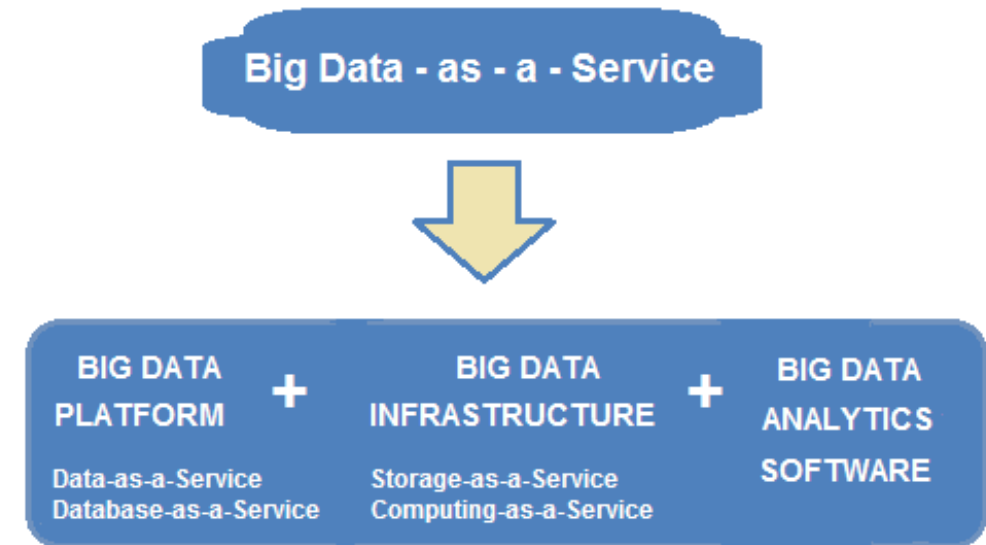 Big Data - as - a - Service
BIG DATA
PLATFORM
Data-as-a-Service
Database-as-a-Service
+
BIG DATA
INFRASTRUCTURE
Storage-as-a-Service
Computing-as-a-Service
+
BIG DATA
ANALYTICS
SOFTWARE